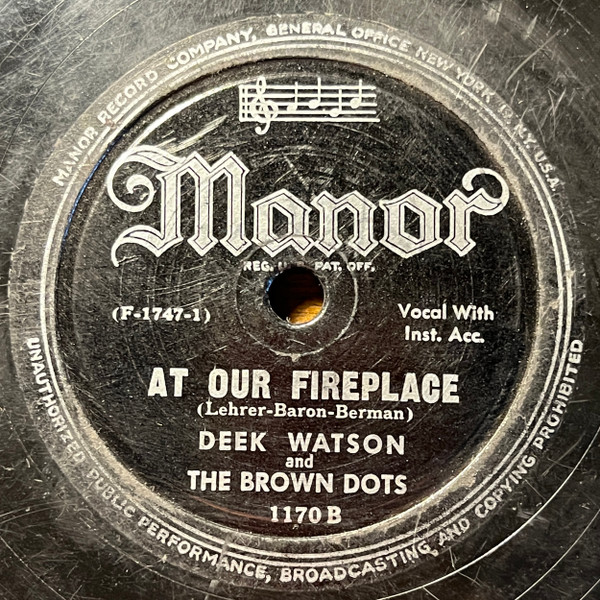 MANOR RECORD COMPANY, GENERAL OFFICE NEW YORK 19, N.Y. U.S.A.
Manor
REG. PAT. OFF.
(F-1747-1)
Vocal With
Inst. Acc.
AT OUR FIREPLACE
(Lehrer-Baron-Berman)
DEEK WATSON
and
THE BROWN DOTS
1170 B
UNAUTHORIZED PUBLIC PERFORMANCE, BROADCASTING AND COPYING PROHIBITED